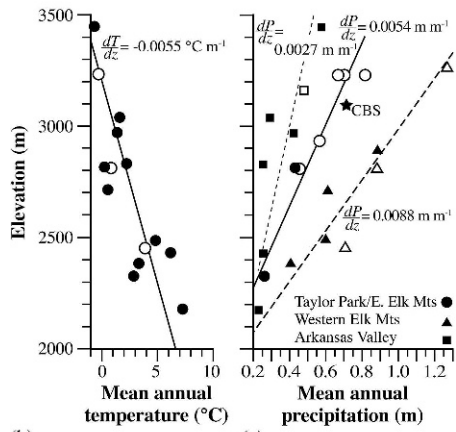 3500
3000
2500
2000
Elevation (m)
dT
dz = -0.0055 °C m⁻¹
0
5
10
Mean annual
temperature (°C)
dP
dz =
0.0027 m m⁻¹
dP
dz = 0.0054 m m⁻¹
CBS
dP
dz = 0.0088 m m⁻¹
Taylor Park/E. Elk Mts
Western Elk Mts
Arkansas Valley
0.2 0.4 0.6 0.8 1.0 1.2
Mean annual
precipitation (m)